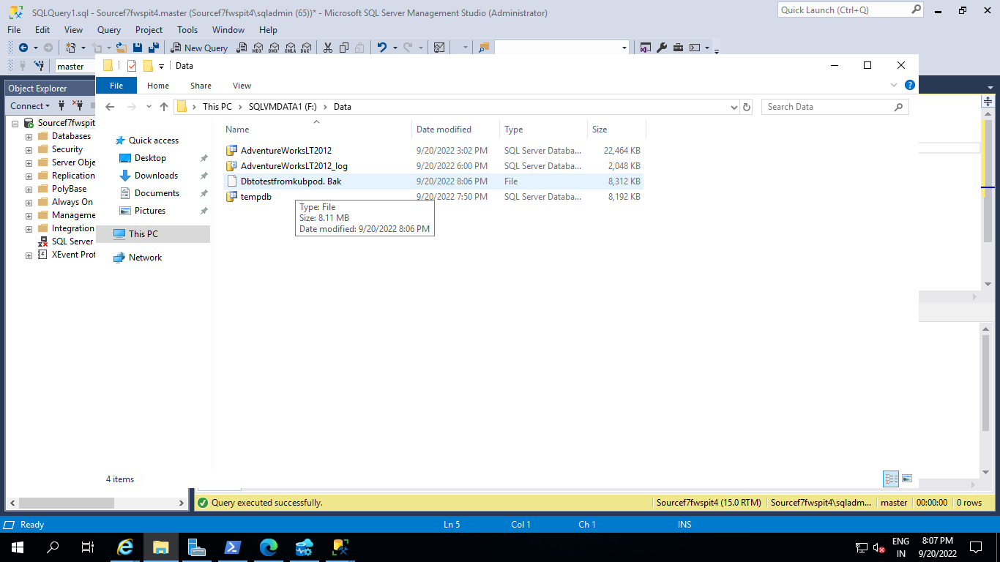 SQLQuery1.sql - Sourcef7fwspit4.master (Sourcef7fwspit4\sqladmin (65))* - Microsoft SQL Server Management Studio (Administrator)
Quick Launch (Ctrl+Q)
File Edit View Query Project Tools Window Help
New Query MDX DMX XMLA DAX
master
Data
Object Explorer
File Home Share View
Connect
This PC SQLVMDATA1 (F:) Data
Search Data
Sourcef7fwspit
Databases
Security
Server Obje
Replication
PolyBase
Always On
Manageme
Integration
SQL Server
XEvent Prof
Quick access
Desktop
Downloads
Documents
Pictures
This PC
Network
Name Date modified Type Size
AdventureWorksLT2012 9/20/2022 3:02 PM SQL Server Databa... 22,464 KB
AdventureWorksLT2012_log 9/20/2022 6:00 PM SQL Server Databa... 2,048 KB
Dbtotestfromkubpod. Bak 9/20/2022 8:06 PM File 8,312 KB
tempdb 9/20/2022 7:50 PM SQL Server Databa... 8,192 KB
Type: File
Size: 8.11 MB
Date modified: 9/20/2022 8:06 PM
4 items
Query executed successfully.
Sourcef7fwspit4 (15.0 RTM) Sourcef7fwspit4\sqladm... master 00:00:00 0 rows
Ready Ln 5 Col 1 Ch 1 INS
ENG
IN
8:07 PM
9/20/2022